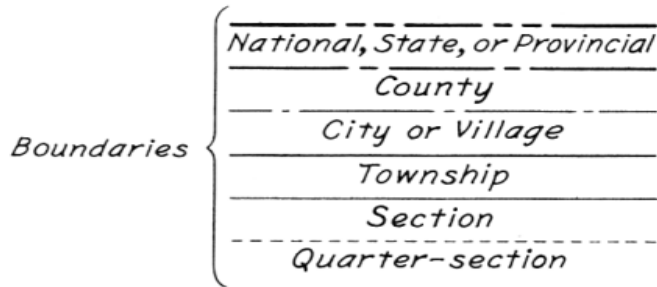 National, State, or Provincial
County
City or Village
Boundaries
Township
Section
Quarter-section